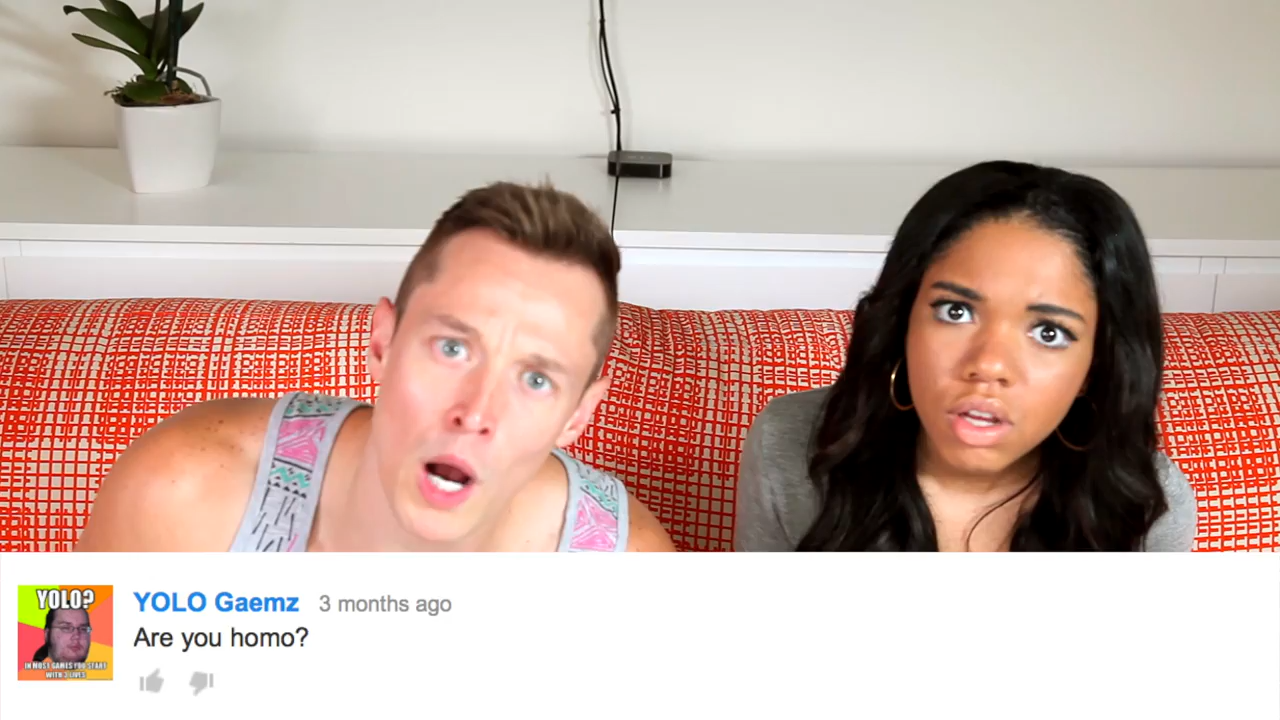 YOLO?
IN MOST GAMES YOU START
WITH 3 LIVES
YOLO Gaemz 3 months ago
Are you homo?